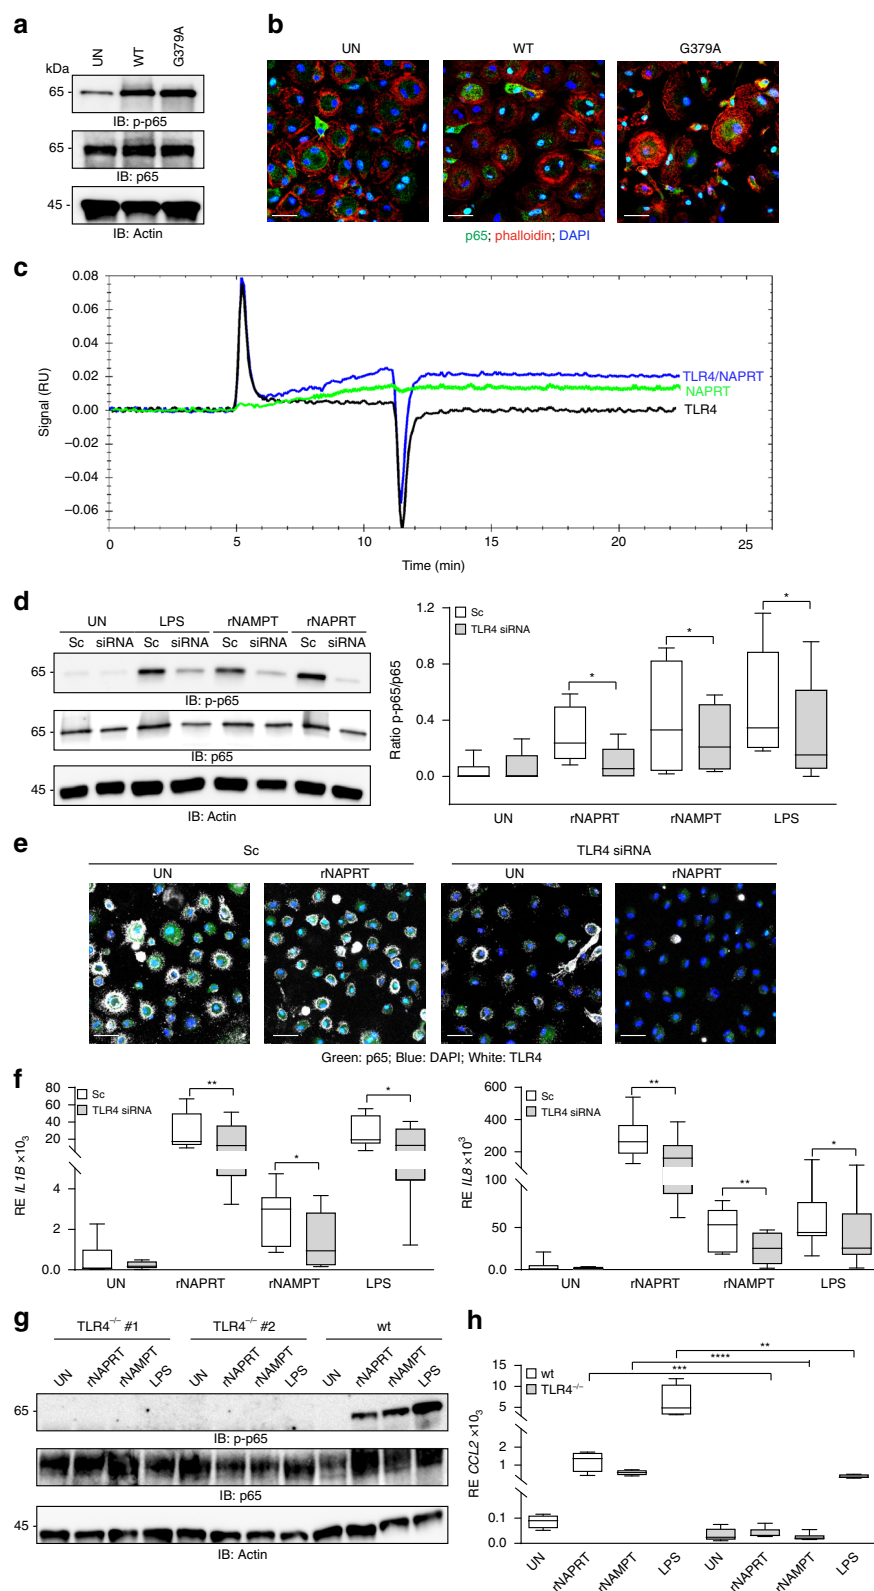 a
UN
WT
G379A
kDa
65
IB: p-p65
65
IB: p65
45
IB: Actin
b
UN
WT
G379A
p65; phalloidin; DAPI
c
Signal (RU)
0.08
0.06
0.04
0.02
0.00
–0.02
–0.04
–0.06
0
5
10
15
20
25
Time (min)
TLR4/NAPRT
NAPRT
TLR4
d
UN
LPS
rNAMPT
rNAPRT
Sc siRNA Sc siRNA Sc siRNA Sc siRNA
65
IB: p-p65
65
IB: p65
45
IB: Actin
Ratio p-p65/p65
1.2
0.8
0.4
0.0
Sc
TLR4 siRNA
*
*
*
UN
rNAPRT
rNAMPT
LPS
e
Sc
TLR4 siRNA
UN
rNAPRT
UN
rNAPRT
Green: p65; Blue: DAPI; White: TLR4
f
RE IL1B ×10₃
80
60
40
20
4
2
0.0
Sc
TLR4 siRNA
**
*
*
UN
rNAPRT
rNAMPT
LPS
RE IL8 ×10³
600
400
200
100
50
0.0
Sc
TLR4 siRNA
**
**
*
UN
rNAPRT
rNAMPT
LPS
g
TLR4⁻/⁻ #1
TLR4⁻/⁻ #2
wt
UN
rNAPRT
rNAMPT
LPS
UN
rNAPRT
rNAMPT
LPS
UN
rNAPRT
rNAMPT
LPS
65
IB: p-p65
IB: p65
45
IB: Actin
h
RE CCL2 ×10₃
15
10
5
2
1
0.1
0.0
wt
TLR4⁻/⁻
**
****
***
UN
rNAPRT
rNAMPT
LPS
UN
rNAPRT
rNAMPT
LPS